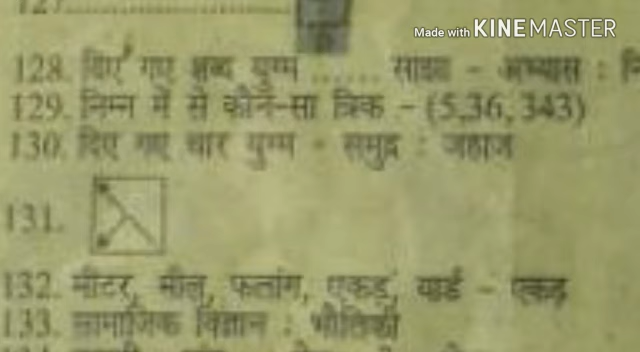 Made with KINEMASTER
127..............................
128. दिए गए शब्द युग्म ...... साक्षा - अभ्यास :
129. निम्न में से कौन-सा त्रिक - (5,36, 343)
130. दिए गए चार युग्म - समुद्र : जहाज
131.
132. मीटर, मील, फर्लांग, एकड़, यार्ड - एकड़
133. सामाजिक विज्ञान : भौतिकी